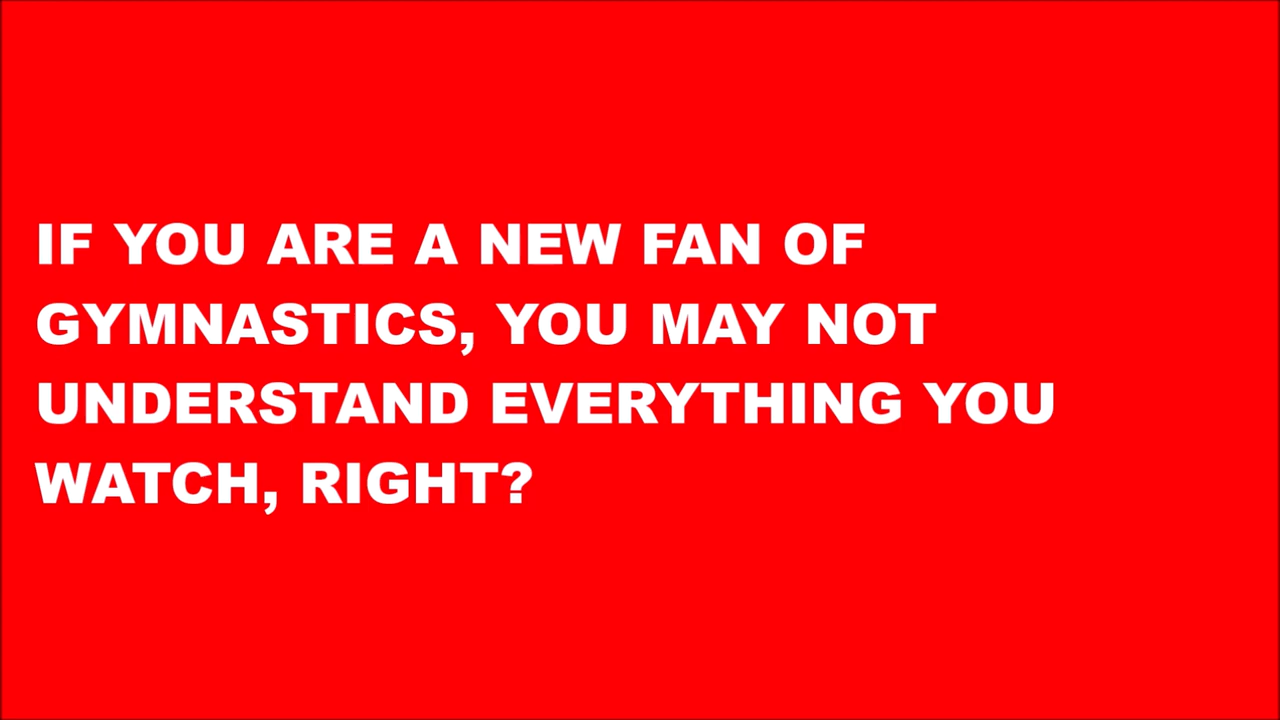 IF YOU ARE A NEW FAN OF
GYMNASTICS, YOU MAY NOT
UNDERSTAND EVERYTHING YOU
WATCH, RIGHT?